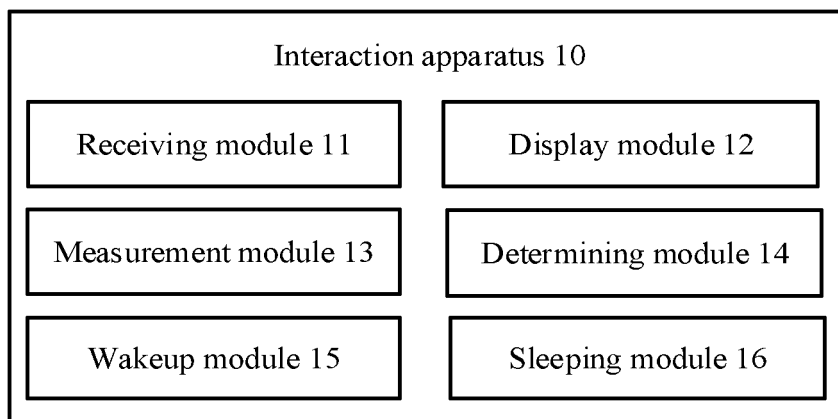 Interaction apparatus 10
Receiving module 11
Display module 12
Measurement module 13
Determining module 14
Wakeup module 15
Sleeping module 16